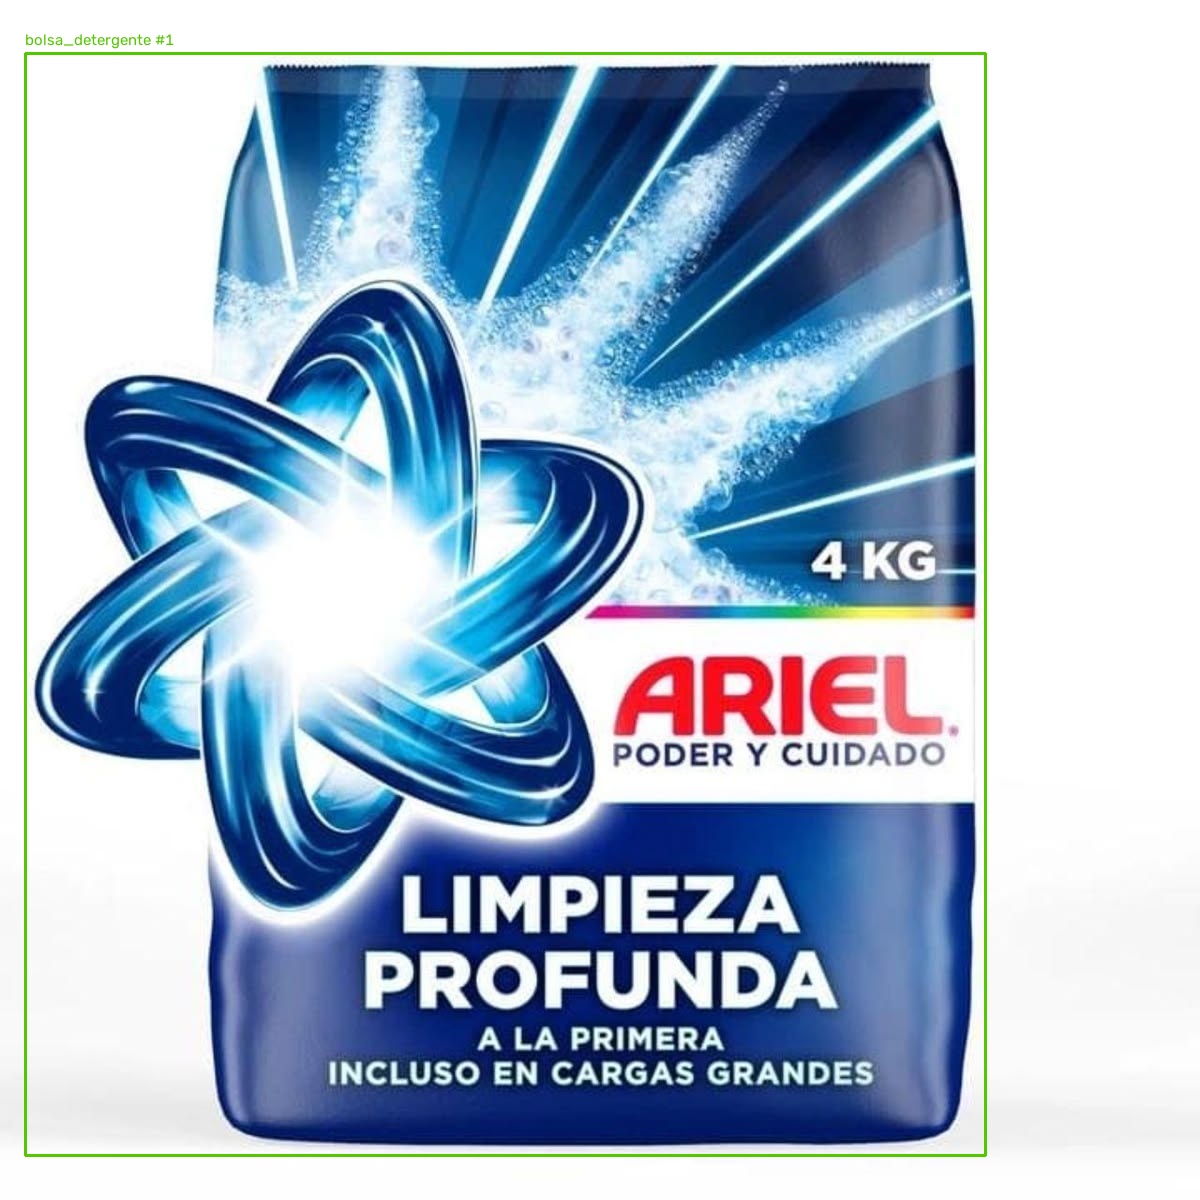 bolsa_detergente #1
4 KG
ARIEL
PODER Y CUIDADO
LIMPIEZA
PROFUNDA
A LA PRIMERA
INCLUSO EN CARGAS GRANDES